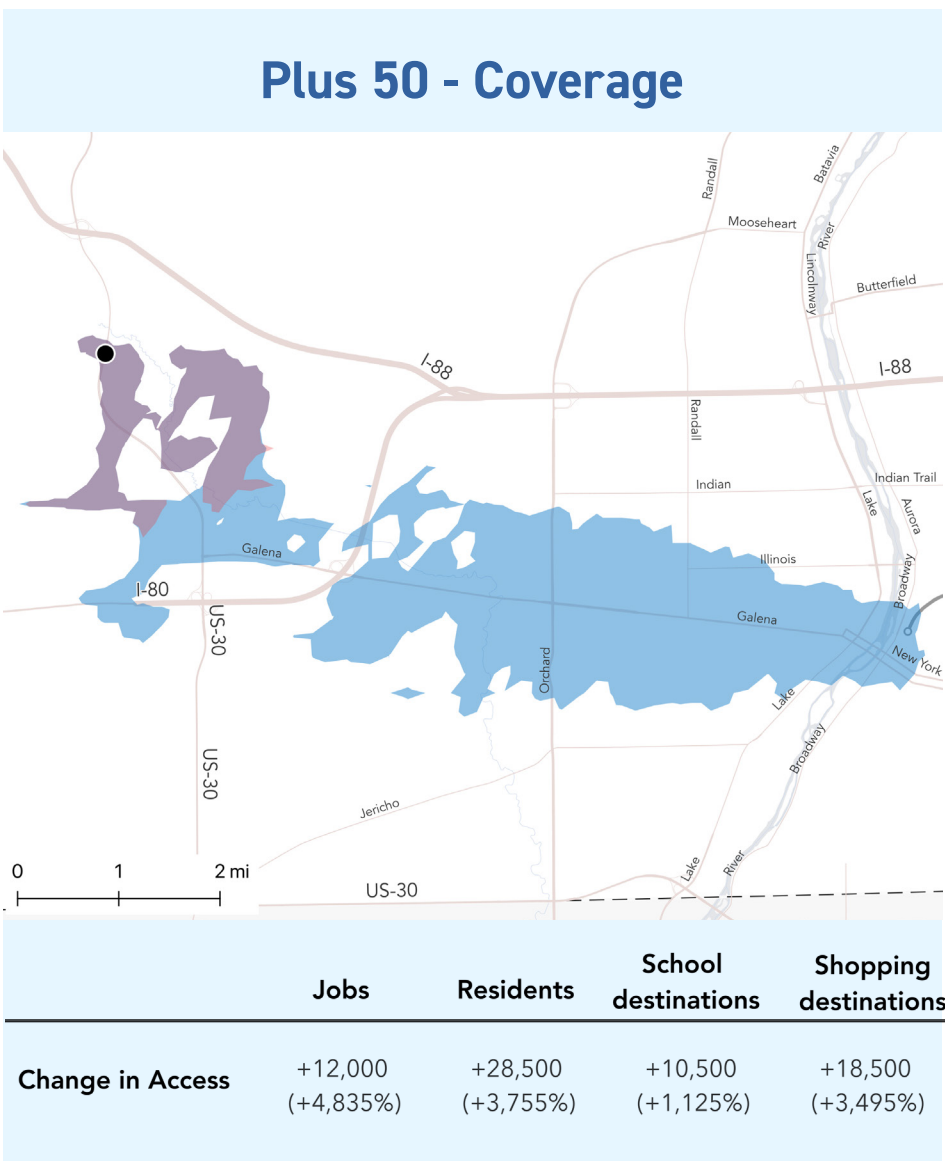 Plus 50 - Coverage
Batavia
Randall
Mooseheart
River
Lincolnway
Butterfield
I-88
I-88
Randall
Indian
Indian Trail
Lake
Aurora
Galena
Illinois
Broadway
I-80
US-30
Galena
New York
Orchard
Lake
Broadway
US-30
Jericho
0 1 2 mi
Lake
River
US-30
Jobs
Residents
School
destinations
Shopping
destinations
Change in Access
+12,000
(+4,835%)
+28,500
(+3,755%)
+10,500
(+1,125%)
+18,500
(+3,495%)